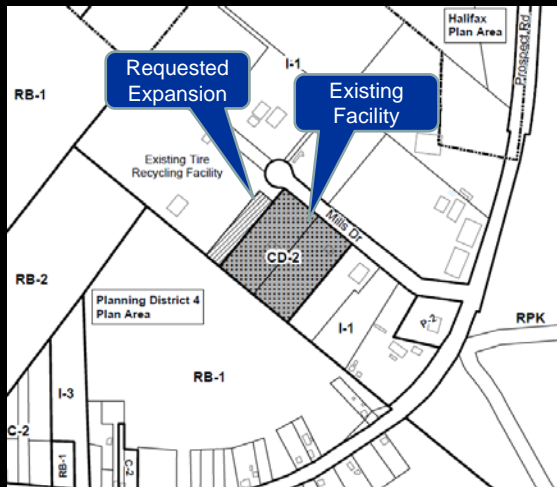 Halifax
Plan Area
Prospect Rd
I-1
RB-1
Requested
Expansion
Existing
Facility
Existing Tire
Recycling Facility
Mills Dr
CD-2
RB-2
Planning District 4
Plan Area
I-1
R-2
RPK
RB-1
I-3
C-2
RB-1
C-2